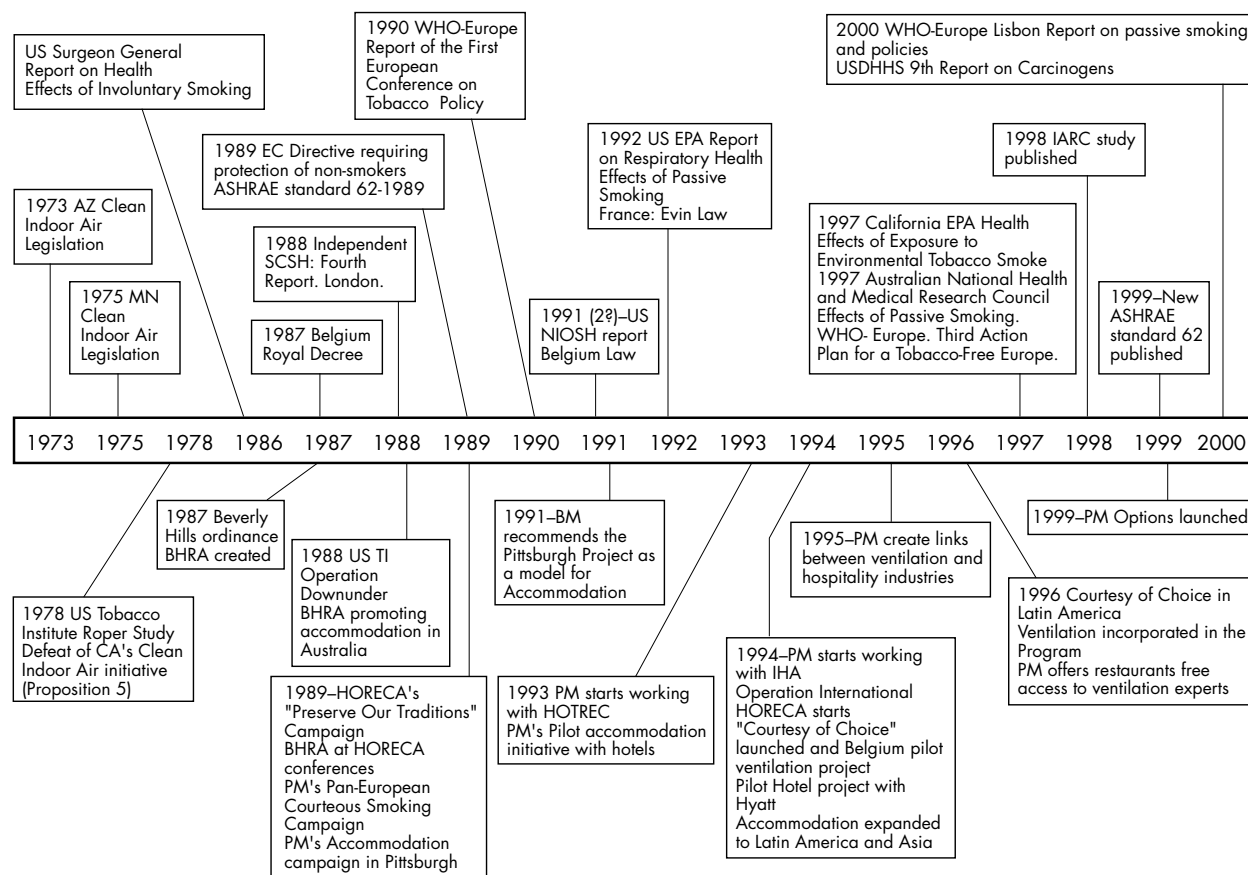 US Surgeon General
Report on Health
Effects of Involuntary Smoking
1990 WHO-Europe
Report of the First
European
Conference on
Tobacco Policy
2000 WHO-Europe Lisbon Report on passive smoking
and policies
USDHHS 9th Report on Carcinogens
1973 AZ Clean
Indoor Air
Legislation
1975 MN
Clean
Indoor Air
Legislation
1989 EC Directive requiring
protection of non-smokers
ASHRAE standard 62-1989
1988 Independent
SCSH: Fourth
Report. London.
1987 Belgium
Royal Decree
1992 US EPA Report
on Respiratory Health
Effects of Passive
Smoking
France: Evin Law
1991 (2?)–US
NIOSH report
Belgium Law
1998 IARC study
published
1997 California EPA Health
Effects of Exposure to
Environmental Tobacco Smoke
1997 Australian National Health
and Medical Research Council
Effects of Passive Smoking.
WHO- Europe. Third Action
Plan for a Tobacco-Free Europe.
1999–New
ASHRAE
standard 62
published
1973 1975 1978 1986 1987 1988 1989 1990 1991 1992 1993 1994 1995 1996 1997 1998 1999 2000
1978 US Tobacco
Institute Roper Study
Defeat of CA's Clean
Indoor Air initiative
(Proposition 5)
1987 Beverly
Hills ordinance
BHRA created
1988 US TI
Operation
Downunder
BHRA promoting
accommodation in
Australia
1989–HORECA's
"Preserve Our Traditions"
Campaign
BHRA at HORECA
conferences
PM's Pan-European
Courteous Smoking
Campaign
PM's Accommodation
campaign in Pittsburgh
1991–BM
recommends the
Pittsburgh Project as
a model for
Accommodation
1993 PM starts working
with HOTREC
PM's Pilot accommodation
initiative with hotels
1994–PM starts working
with IHA
Operation International
HORECA starts
"Courtesy of Choice"
launched and Belgium pilot
ventilation project
Pilot Hotel project with
Hyatt
Accommodation expanded
to Latin America and Asia
1995–PM create links
between ventilation and
hospitality industries
1996 Courtesy of Choice in
Latin America
Ventilation incorporated in the
Program
PM offers restaurants free
access to ventilation experts
1999–PM Options launched